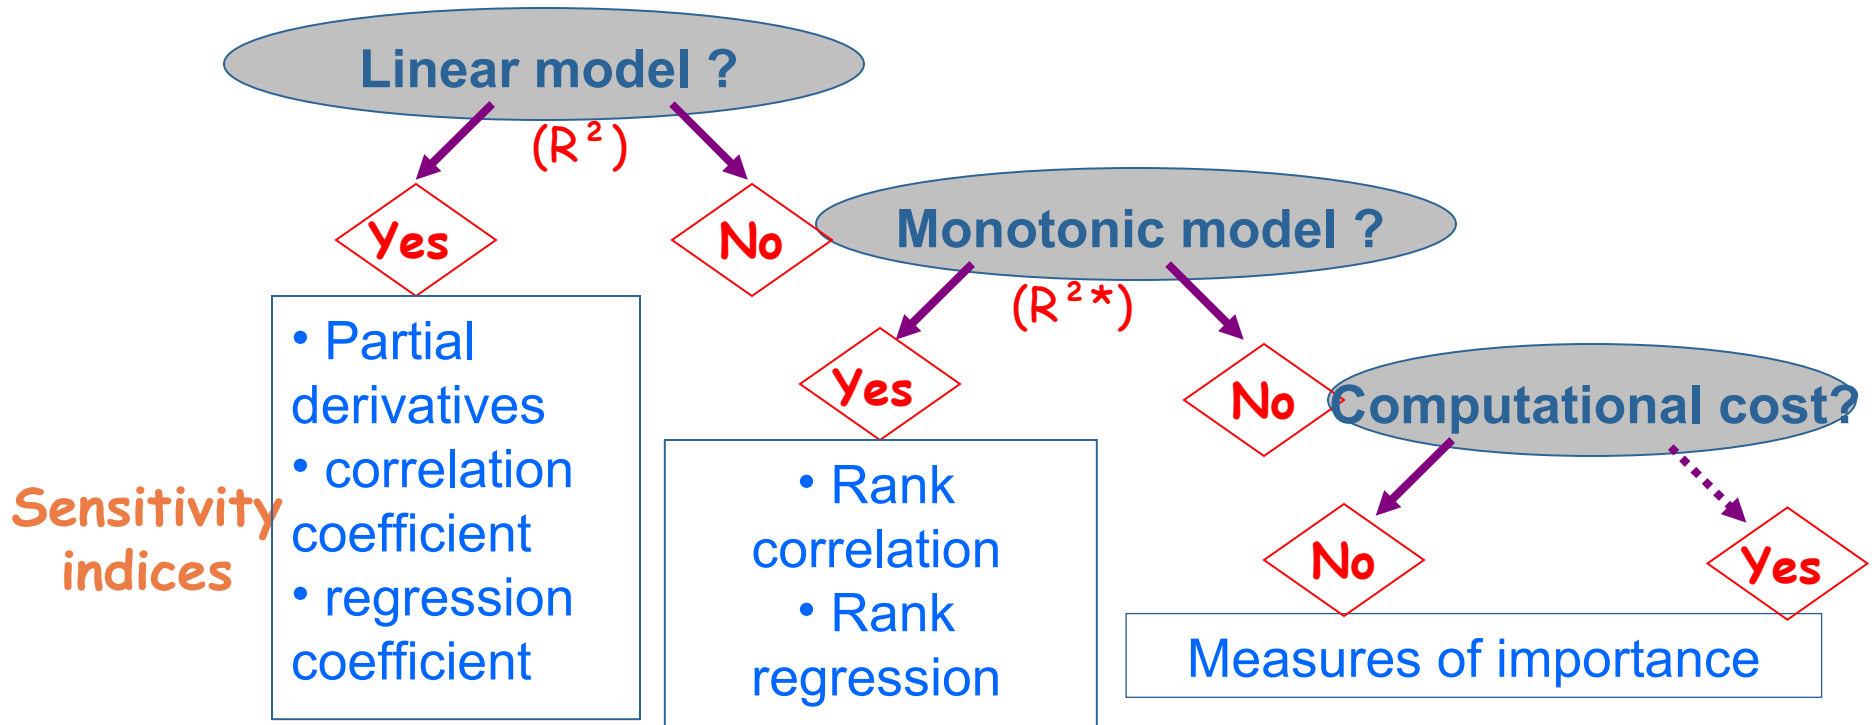 Linear model ?
(R²)
Yes
No
Monotonic model ?
(R²*)
Yes
No
Computational cost?
No
Yes
Sensitivity
indices
• Partial
derivatives
• correlation
coefficient
• regression
coefficient
• Rank
correlation
• Rank
regression
Measures of importance